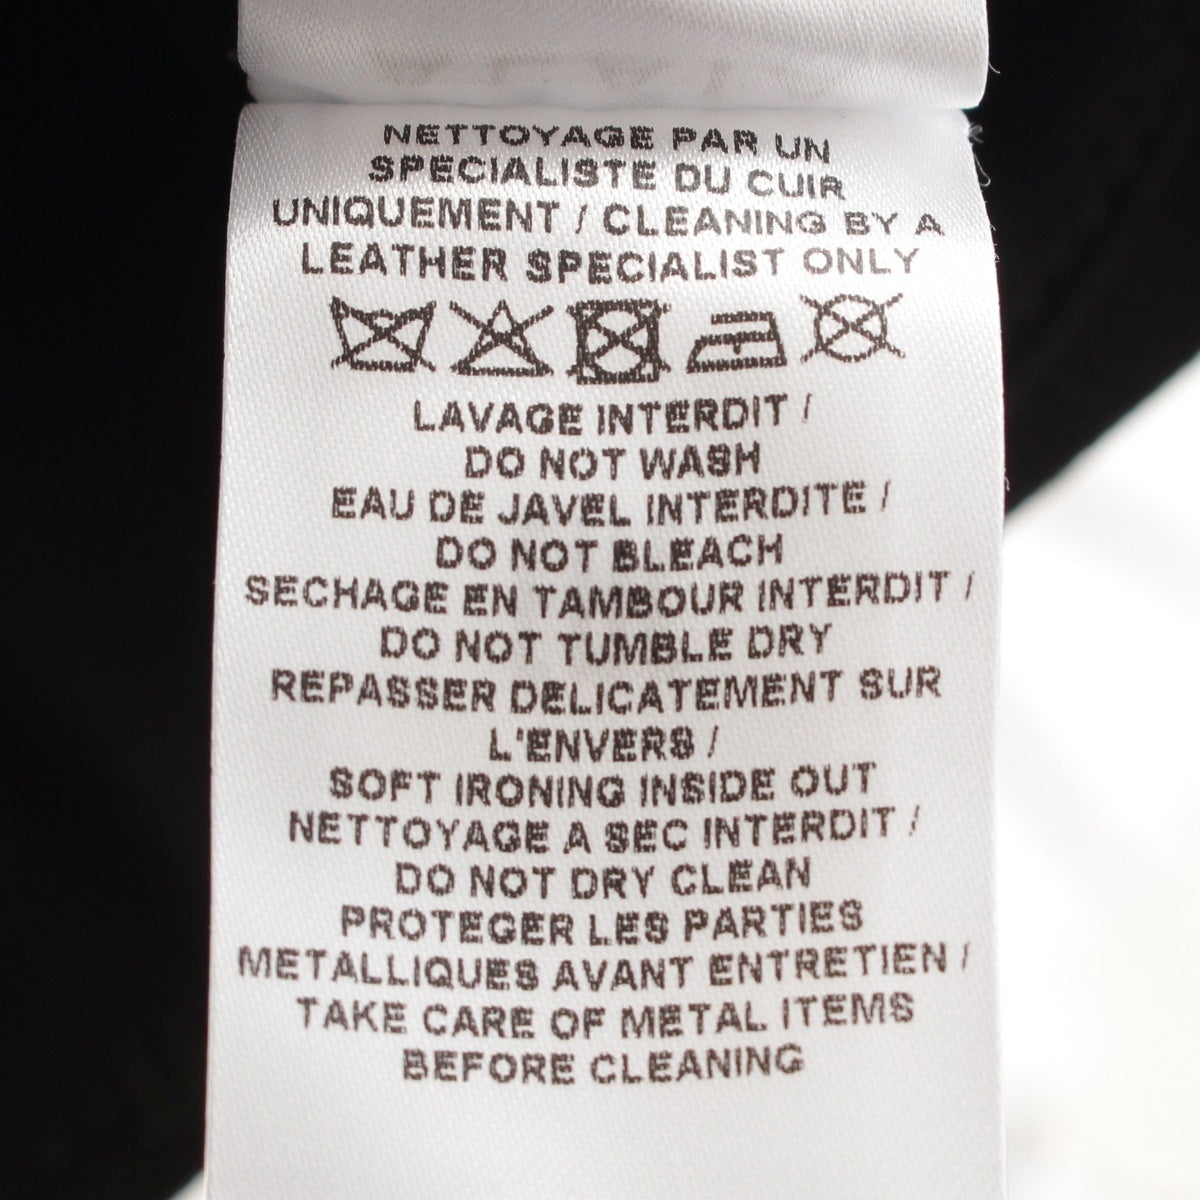 NETTOYAGE PAR UN
SPECIALISTE DU CUIR
UNIQUEMENT / CLEANING BY A
LEATHER SPECIALIST ONLY
LAVAGE INTERDIT /
DO NOT WASH
EAU DE JAVEL INTERDITE /
DO NOT BLEACH
SECHAGE EN TAMBOUR INTERDIT /
DO NOT TUMBLE DRY
REPASSER DELICATEMENT SUR
L'ENVERS /
SOFT IRONING INSIDE OUT
NETTOYAGE A SEC INTERDIT /
DO NOT DRY CLEAN
PROTEGER LES PARTIES
METALLIQUES AVANT ENTRETIEN /
TAKE CARE OF METAL ITEMS
BEFORE CLEANING